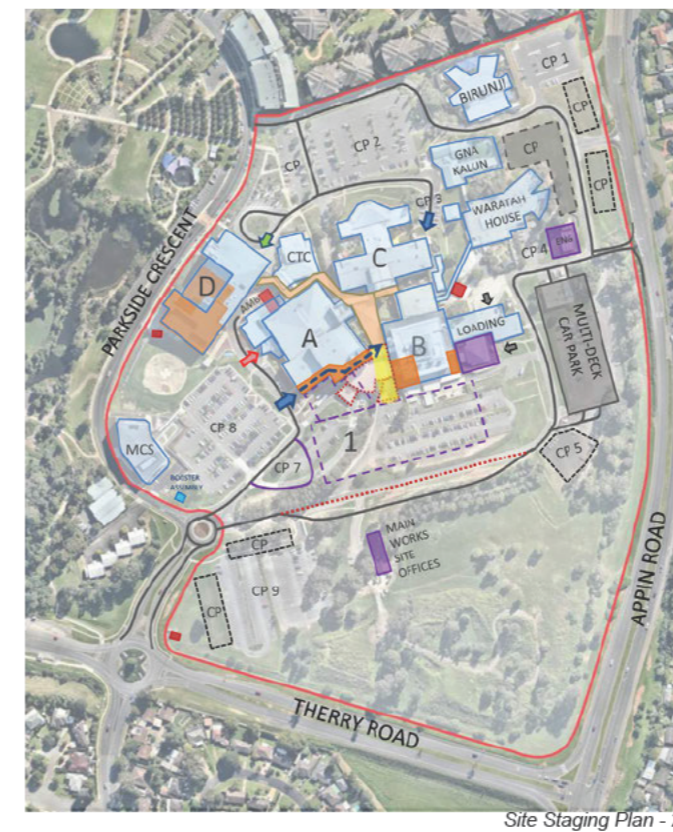 CP 1
BIRUNJI
CP
CP 2
GNA
KALUN
CP
CP
CP
CP 3
WARATAH
HOUSE
PARKSIDE CRESCENT
CTC
C
CP 4
ENG
D
AMB
A
B
LOADING
MULTI-DECK
CAR PARK
CP 8
1
MCS
CP 7
CP 5
BOOSTER
ASSEMBLY
CP
MAIN
WORKS
SITE
OFFICES
CP 9
CP
APPIN ROAD
THERRY ROAD
Site Staging Plan -